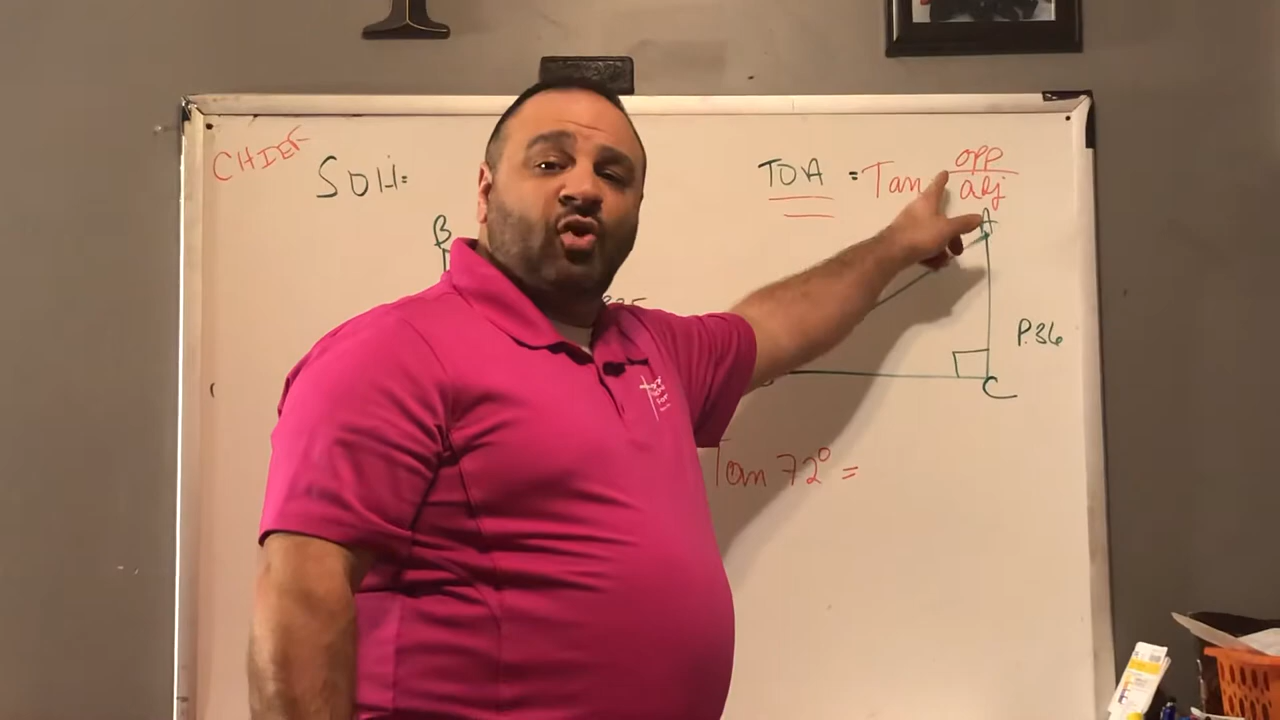 CHIEF
SOH=
TOA = Tan opp
adj
B
A
P.36
C
Tan 72° =